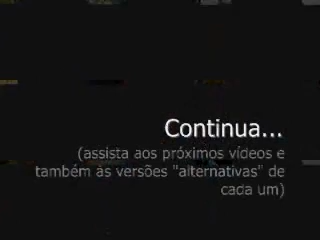 Continua...
(assista aos próximos vídeos e
também às versões "alternativas" de
cada um)